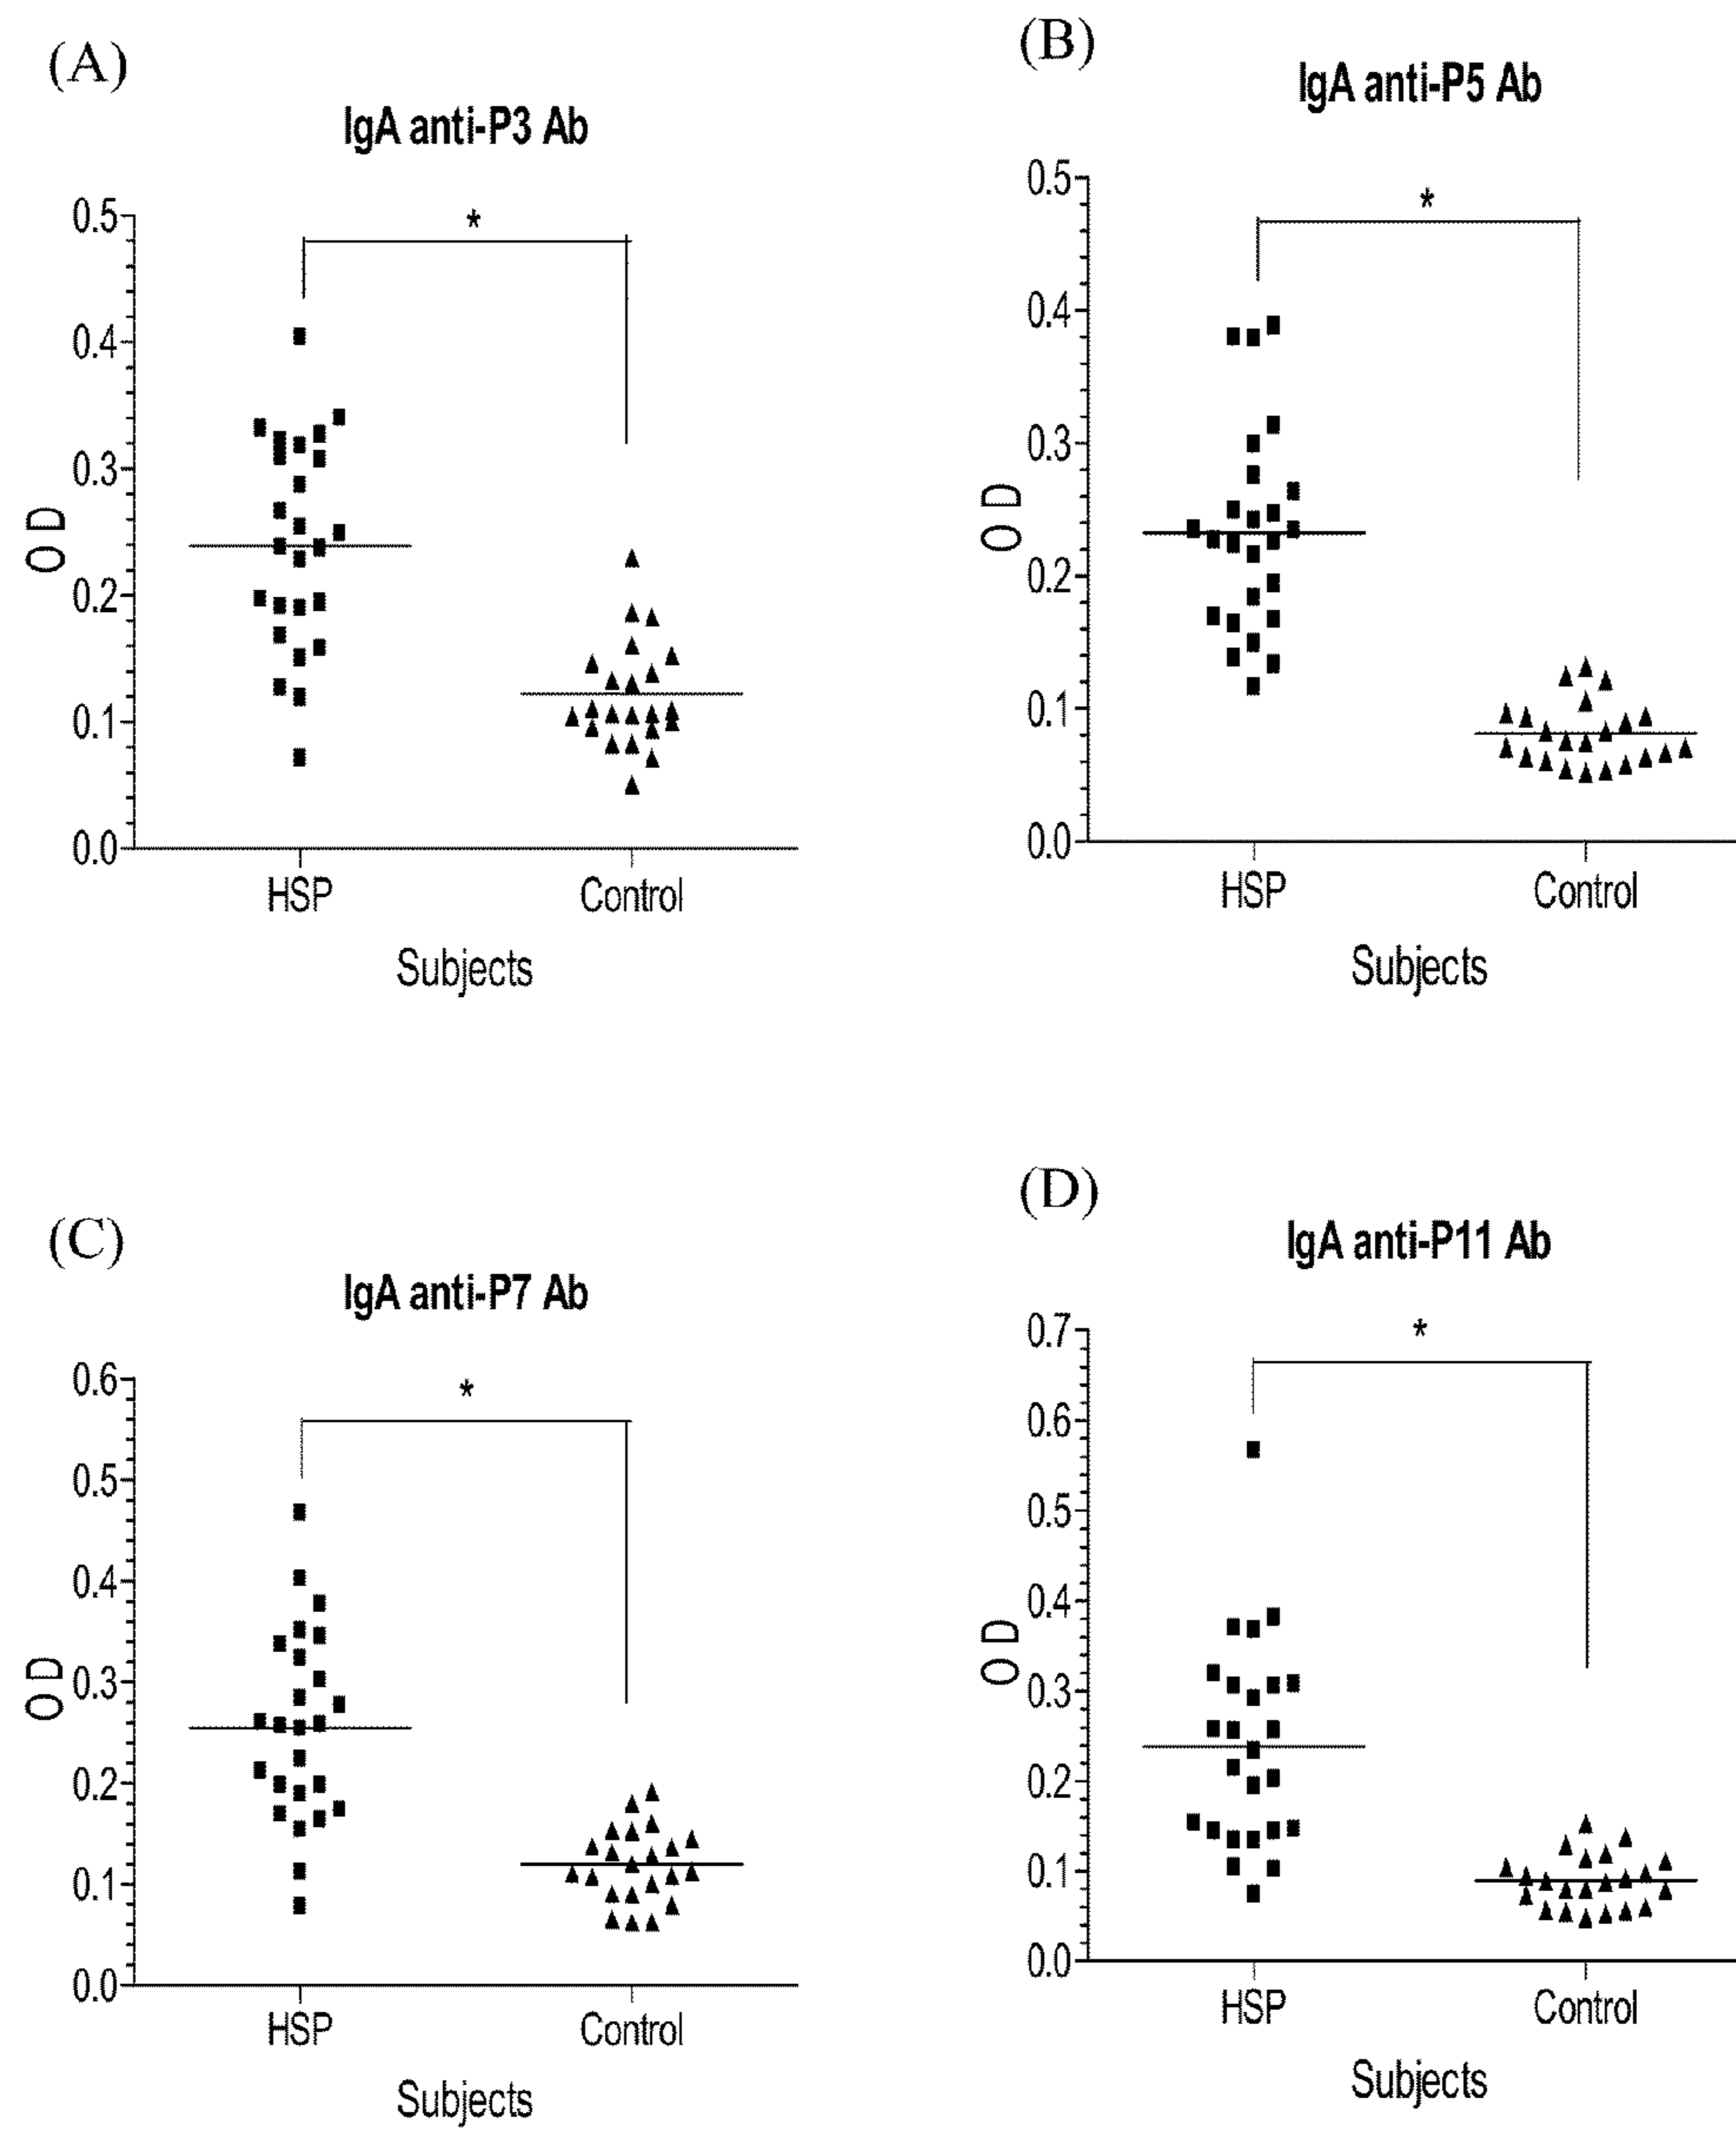 (A)
IgA anti-P3 Ab
*
0.5
0.4
0.3
0.2
0.1
0.0
O D
HSP Control
Subjects
(B)
IgA anti-P5 Ab
*
0.5
0.4
0.3
0.2
0.1
0.0
O D
HSP Control
Subjects
(C)
IgA anti-P7 Ab
*
0.6
0.5
0.4
0.3
0.2
0.1
0.0
O D
HSP Control
Subjects
(D)
IgA anti-P11 Ab
*
0.7
0.6
0.5
0.4
0.3
0.2
0.1
0.0
O D
HSP Control
Subjects